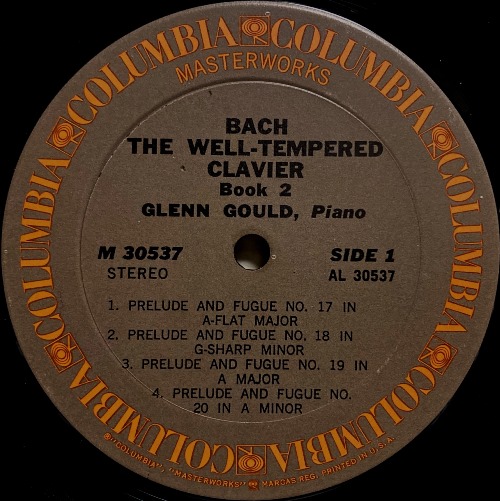 COLUMBIA COLUMBIA COLUMBIA COLUMBIA COLUMBIA COLUMBIA COLUMBIA
MASTERWORKS
BACH
THE WELL-TEMPERED
CLAVIER
Book 2
GLENN GOULD, Piano
M 30537
SIDE 1
STEREO
AL 30537
1. PRELUDE AND FUGUE NO. 17 IN
A-FLAT MAJOR
2. PRELUDE AND FUGUE NO. 18 IN
G-SHARP MINOR
3. PRELUDE AND FUGUE NO. 19 IN
A MAJOR
4. PRELUDE AND FUGUE NO.
20 IN A MINOR
® "COLUMBIA", "MASTERWORKS" MARCAS REG. PRINTED IN U.S.A.